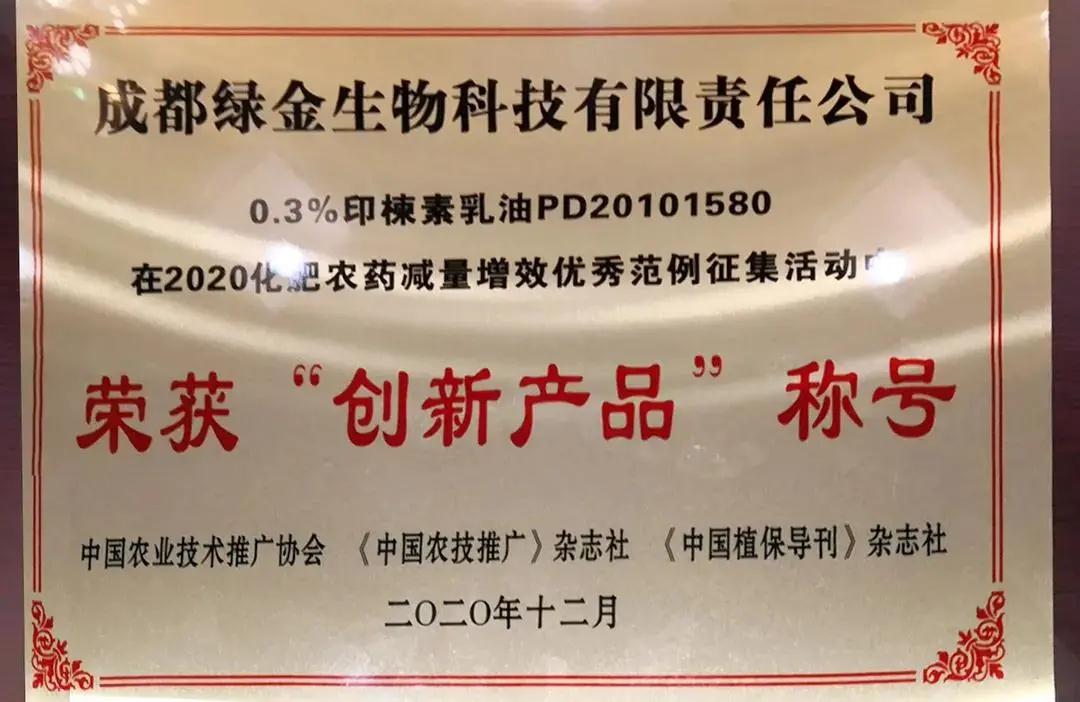 成都绿金生物科技有限责任公司
0.3%印楝素乳油PD20101580
在2020化肥农药减量增效优秀范例征集活动中
荣获“创新产品”称号
中国农业技术推广协会 《中国农技推广》杂志社 《中国植保导刊》杂志社
二〇二〇年十二月